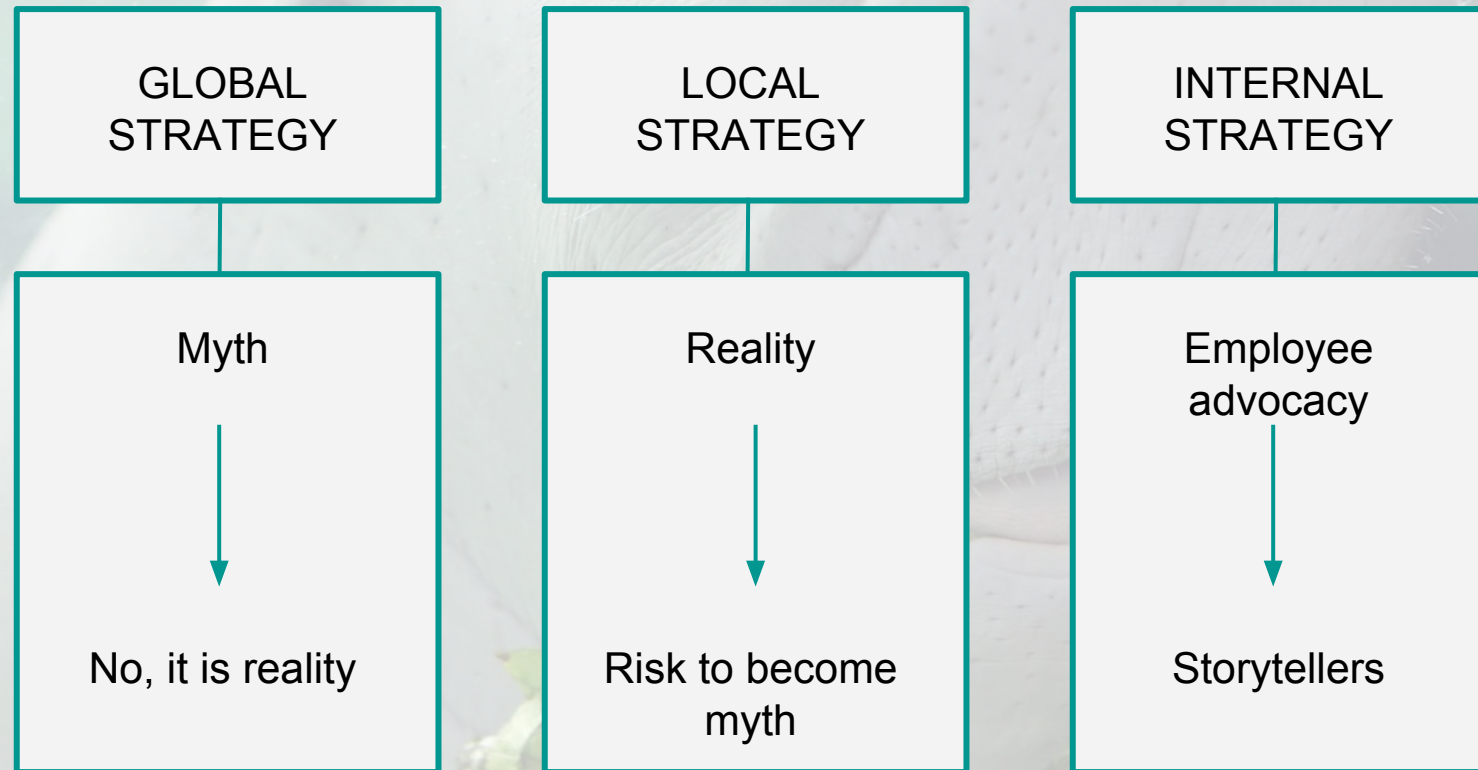 GLOBAL
STRATEGY
LOCAL
STRATEGY
INTERNAL
STRATEGY
Myth
No, it is reality
Reality
Risk to become
myth
Employee
advocacy
Storytellers